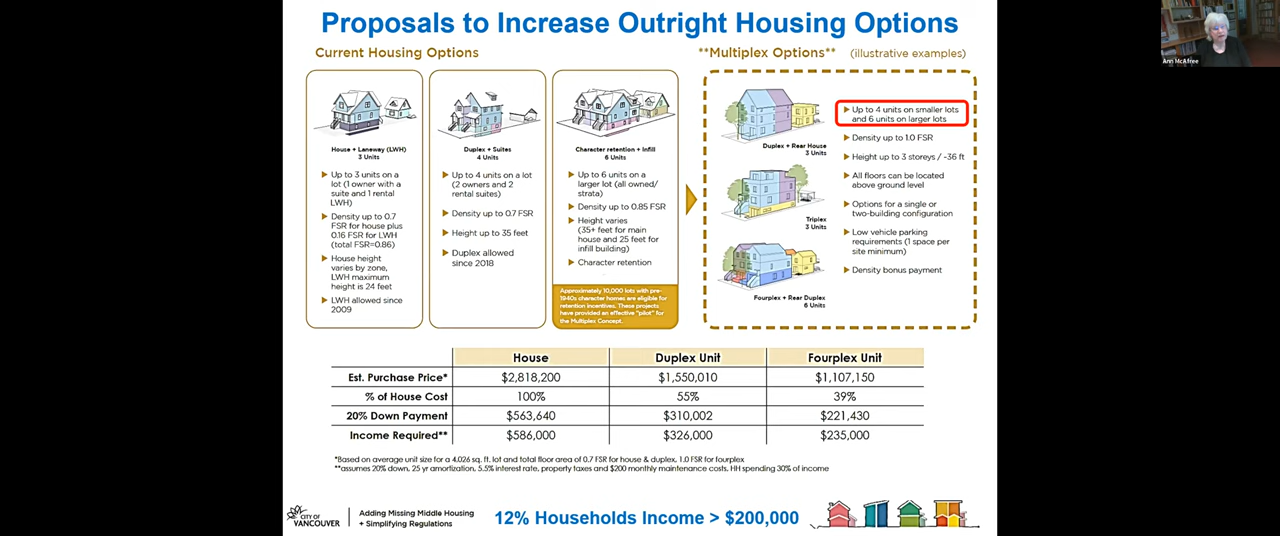 Proposals to Increase Outright Housing Options
Ann McAfree
Current Housing Options
**Multiplex Options** (illustrative examples)
House + Laneway (LWH)
3 Units
Up to 3 units on a
lot (1 owner with a
suite and 1 rental
LWH)
Density up to 0.7
FSR for house plus
0.16 FSR for LWH
(total FSR=0.86)
House height
varies by zone,
LWH maximum
height is 24 feet
LWH allowed since
2009
Duplex + Suites
4 Units
Up to 4 units on a lot
(2 owners and 2
rental suites)
Density up to 0.7 FSR
Height up to 35 feet
Duplex allowed
since 2018
Character retention + Infill
6 Units
Up to 6 units on a
larger lot (all owned/
strata)
Density up to 0.85 FSR
Height varies
(35+ feet for main
house and 25 feet for
infill building)
Character retention
Approximately 10,000 lots with pre-
1940s character homes are eligible for
retention incentives. These projects
have provided an effective "pilot" for
the Multiplex Concept.
Duplex + Rear House
3 Units
Triplex
3 Units
Fourplex + Rear Duplex
6 Units
Up to 4 units on smaller lots
and 6 units on larger lots
Density up to 1.0 FSR
Height up to 3 storeys / ~36 ft
All floors can be located
above ground level
Options for a single or
two-building configuration
Low vehicle parking
requirements (1 space per
site minimum)
Density bonus payment
House Duplex Unit Fourplex Unit
Est. Purchase Price* $2,818,200 $1,550,010 $1,107,150
% of House Cost 100% 55% 39%
20% Down Payment $563,640 $310,002 $221,430
Income Required** $586,000 $326,000 $235,000
*Based on average unit size for a 4,026 sq. ft. lot and total floor area of 0.7 FSR for house & duplex, 1.0 FSR for fourplex
**assumes 20% down, 25 yr amortization, 5.5% interest rate, property taxes and $200 monthly maintenance costs. HH spending 30% of income
CITY OF
VANCOUVER
Adding Missing Middle Housing
+ Simplifying Regulations
12% Households Income > $200,000